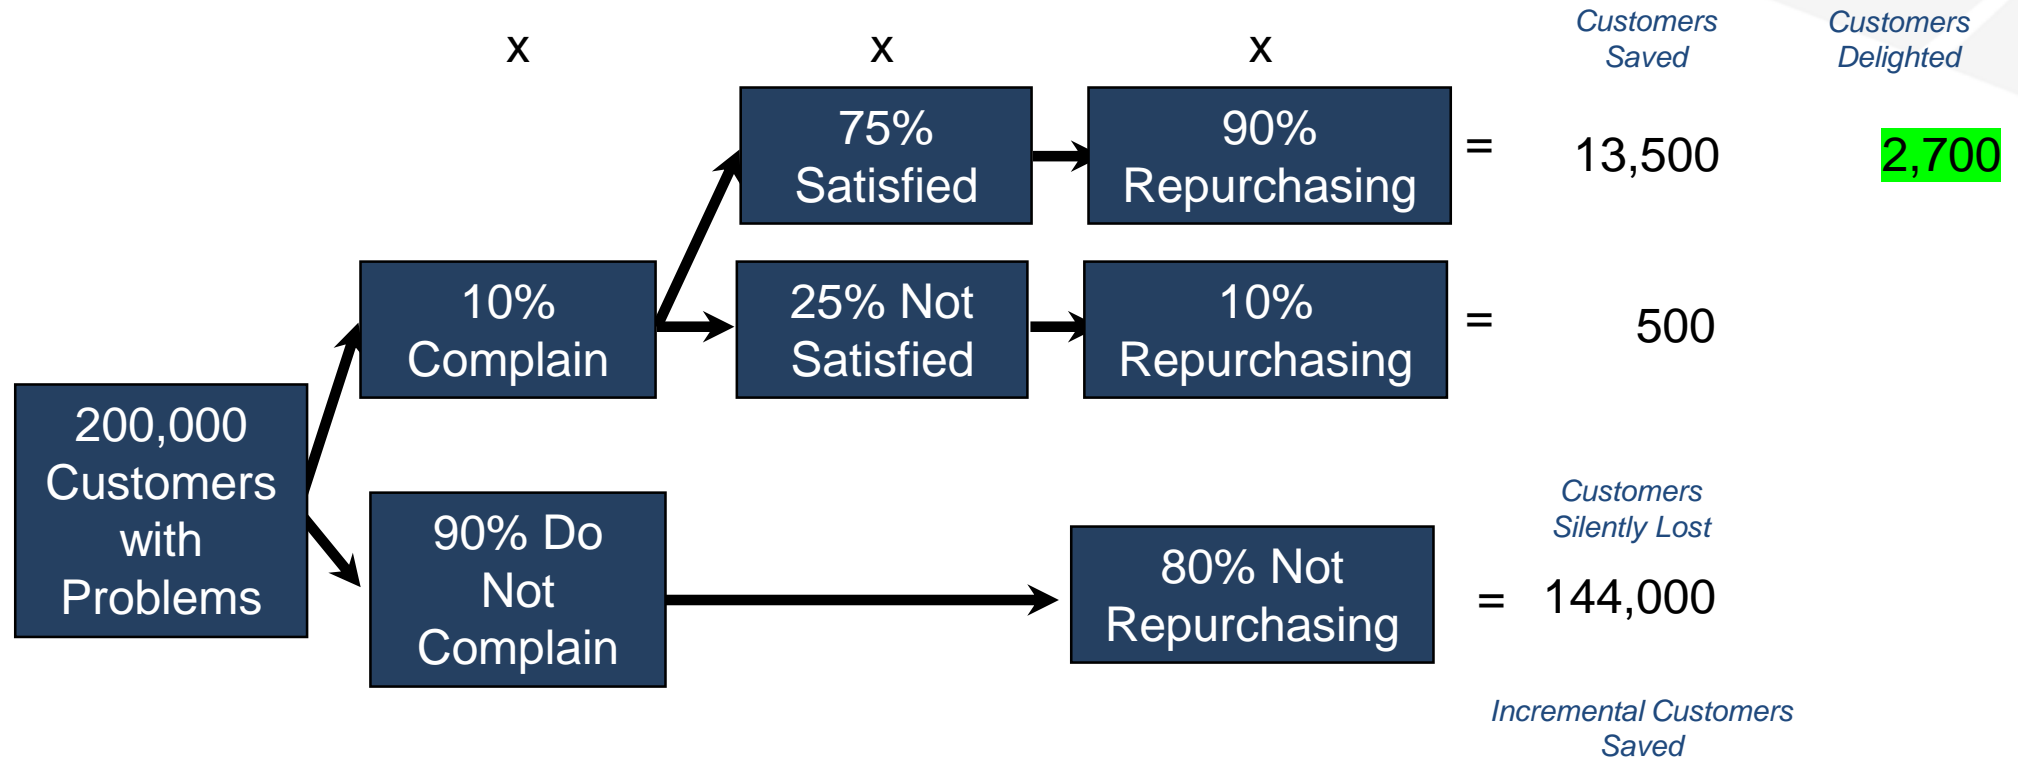 x
x
x
Customers
Saved
Customers
Delighted
75%
Satisfied
90%
Repurchasing
=
13,500
2,700
10%
Complain
25% Not
Satisfied
10%
Repurchasing
=
500
200,000
Customers
with
Problems
90% Do
Not
Complain
80% Not
Repurchasing
Customers
Silently Lost
=
144,000
Incremental Customers
Saved